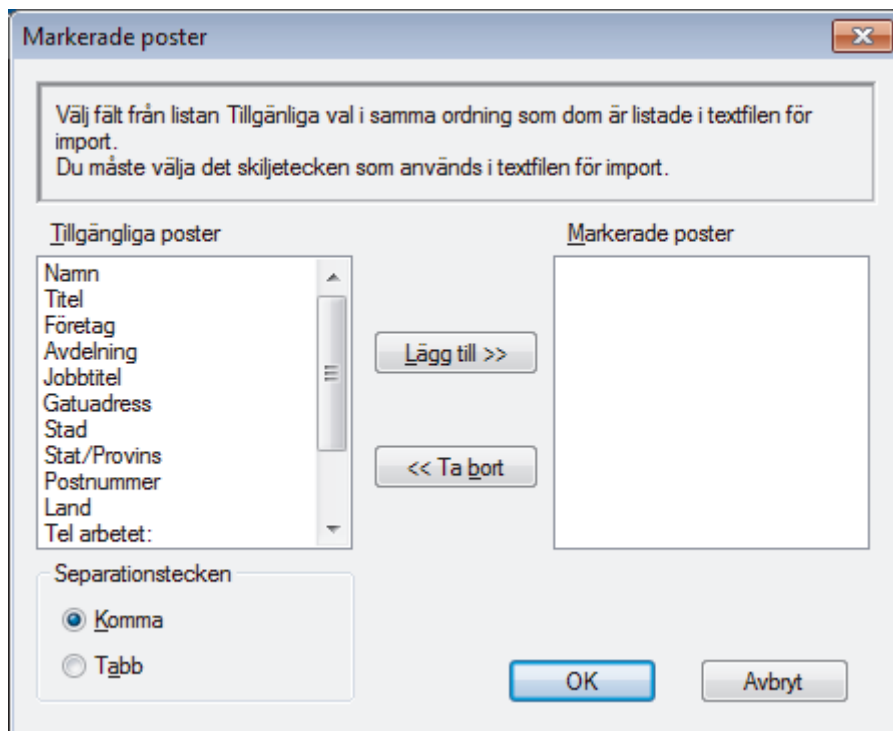 Markerade poster
Välj fält från listan Tillgänliga val i samma ordning som dom är listade i textfilen för
import.
Du måste välja det skiljetecken som används i textfilen för import.
Tillgängliga poster
Markerade poster
Namn
Titel
Företag
Avdelning
Jobbtitel
Gatuadress
Stad
Stat/Provins
Postnummer
Land
Tel arbetet:
Lägg till >>
<< Ta bort
Separationstecken
Komma
Tabb
OK
Avbryt